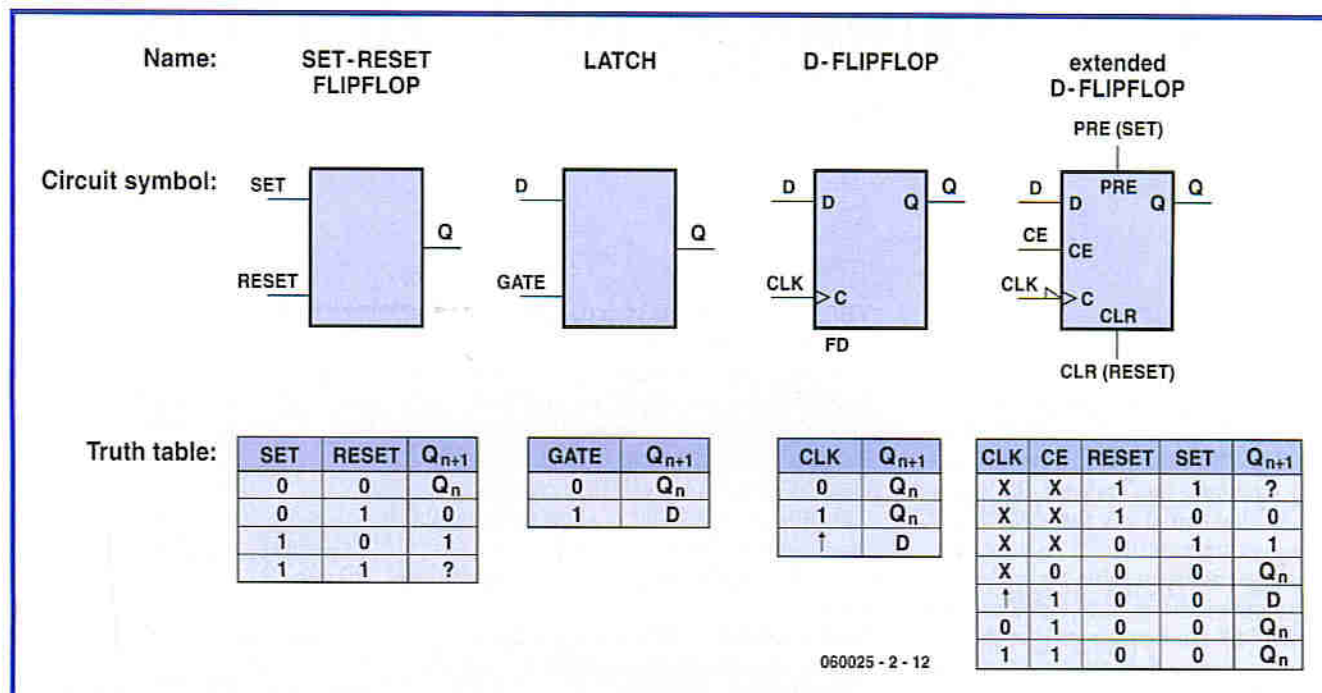 Name:
SET-RESET
FLIPFLOP
LATCH
D-FLIPFLOP
extended
D-FLIPFLOP
Circuit symbol:
SET
RESET
Q
D
GATE
Q
D
D
Q
Q
CLK
C
FD
PRE (SET)
PRE
D
D
Q
Q
CE
CE
CLK
C
CLR
CLR (RESET)
Truth table:
SET RESET Qn+1
0 0 Qn
0 1 0
1 0 1
1 1 ?
GATE Qn+1
0 Qn
1 D
CLK Qn+1
0 Qn
1 Qn
↑ D
CLK CE RESET SET Qn+1
X X 1 1 ?
X X 1 0 0
X X 0 1 1
X 0 0 0 Qn
↑ 1 0 0 D
0 1 0 0 Qn
1 1 0 0 Qn
060025 - 2 - 12